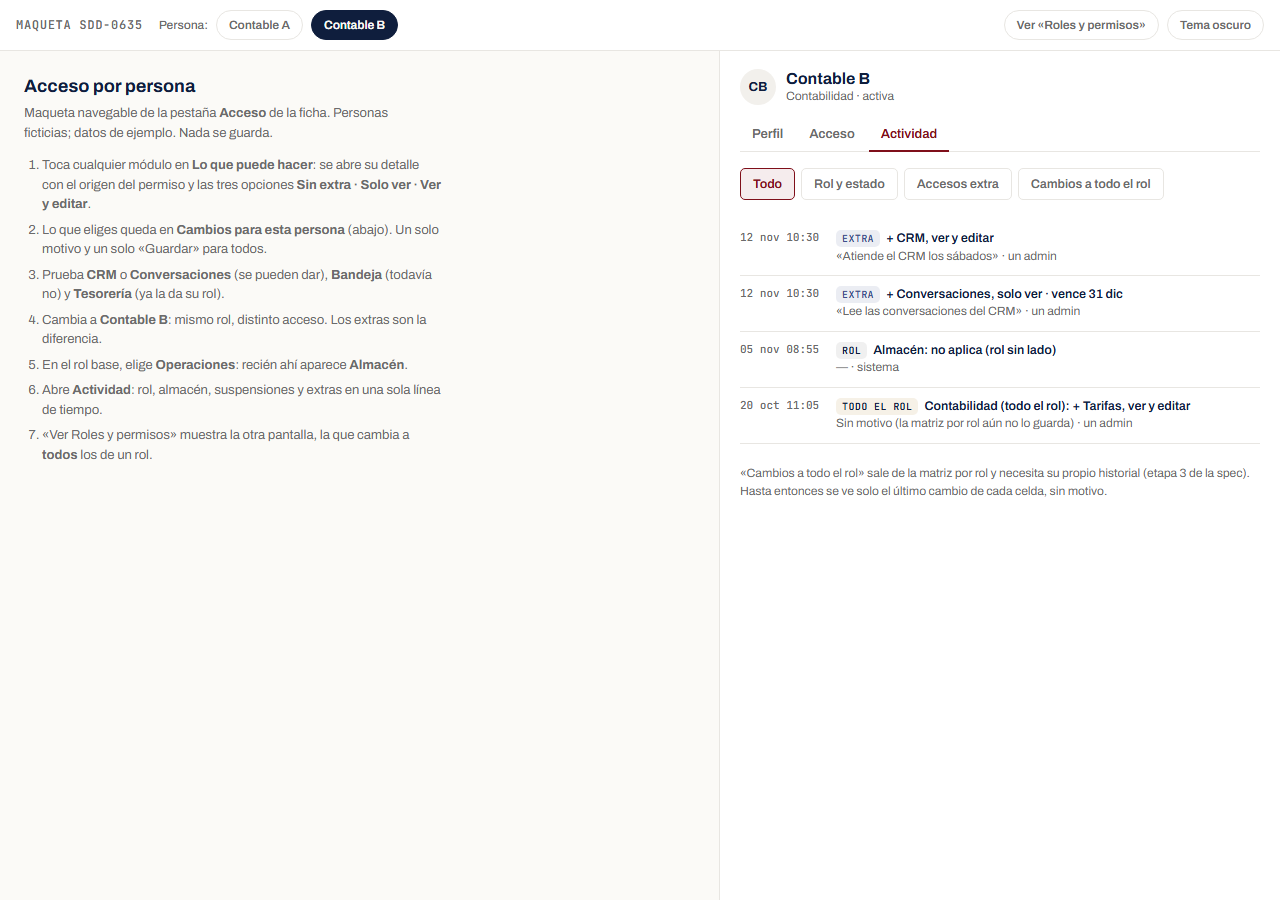 MAQUETA SDD-0635 Persona: Contable A Contable B Ver «Roles y permisos» Tema oscuro
Acceso por persona
Maqueta navegable de la pestaña Acceso de la ficha. Personas
ficticias; datos de ejemplo. Nada se guarda.
1. Toca cualquier módulo en Lo que puede hacer: se abre su detalle
con el origen del permiso y las tres opciones Sin extra · Solo ver · Ver
y editar.
2. Lo que eliges queda en Cambios para esta persona (abajo). Un solo
motivo y un solo «Guardar» para todos.
3. Prueba CRM o Conversaciones (se pueden dar), Bandeja (todavía
no) y Tesorería (ya la da su rol).
4. Cambia a Contable B: mismo rol, distinto acceso. Los extras son la
diferencia.
5. En el rol base, elige Operaciones: recién ahí aparece Almacén.
6. Abre Actividad: rol, almacén, suspensiones y extras en una sola línea
de tiempo.
7. «Ver Roles y permisos» muestra la otra pantalla, la que cambia a
todos los de un rol.
CB
Contable B
Contabilidad · activa
Perfil Acceso Actividad
Todo Rol y estado Accesos extra Cambios a todo el rol
12 nov 10:30 EXTRA + CRM, ver y editar
«Atiende el CRM los sábados» · un admin
12 nov 10:30 EXTRA + Conversaciones, solo ver · vence 31 dic
«Lee las conversaciones del CRM» · un admin
05 nov 08:55 ROL Almacén: no aplica (rol sin lado)
— · sistema
20 oct 11:05 TODO EL ROL Contabilidad (todo el rol): + Tarifas, ver y editar
Sin motivo (la matriz por rol aún no lo guarda) · un admin
«Cambios a todo el rol» sale de la matriz por rol y necesita su propio historial (etapa 3 de la spec).
Hasta entonces se ve solo el último cambio de cada celda, sin motivo.